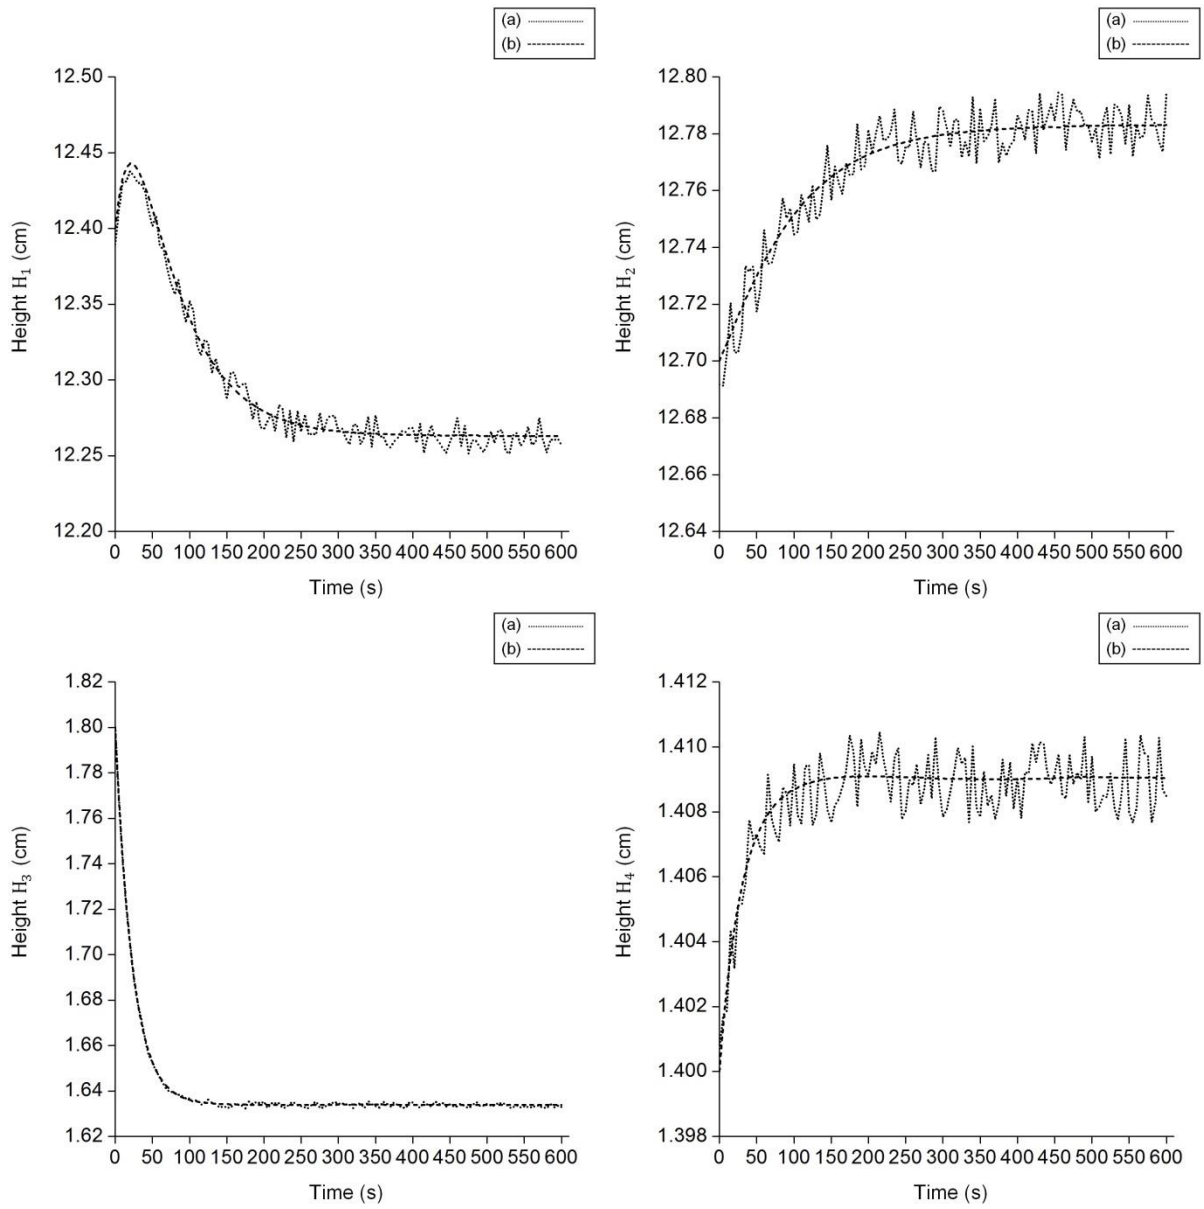 (a)
(b)
12.50
12.45
12.40
12.35
12.30
12.25
12.20
Height H₁ (cm)
0 50 100 150 200 250 300 350 400 450 500 550 600
Time (s)
(a)
(b)
12.80
12.78
12.76
12.74
12.72
12.70
12.68
12.66
12.64
Height H₂ (cm)
0 50 100 150 200 250 300 350 400 450 500 550 600
Time (s)
(a)
(b)
1.82
1.80
1.78
1.76
1.74
1.72
1.70
1.68
1.66
1.64
1.62
Height H₃ (cm)
0 50 100 150 200 250 300 350 400 450 500 550 600
Time (s)
(a)
(b)
1.412
1.410
1.408
1.406
1.404
1.402
1.400
1.398
Height H₄ (cm)
0 50 100 150 200 250 300 350 400 450 500 550 600
Time (s)